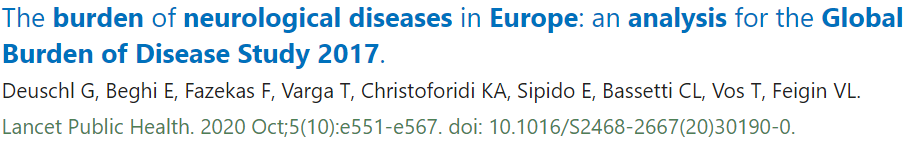 The burden of neurological diseases in Europe: an analysis for the Global
Burden of Disease Study 2017.
Deuschl G, Beghi E, Fazekas F, Varga T, Christoforidi KA, Sipido E, Bassetti CL, Vos T, Feigin VL.
Lancet Public Health. 2020 Oct;5(10):e551-e567. doi: 10.1016/S2468-2667(20)30190-0.